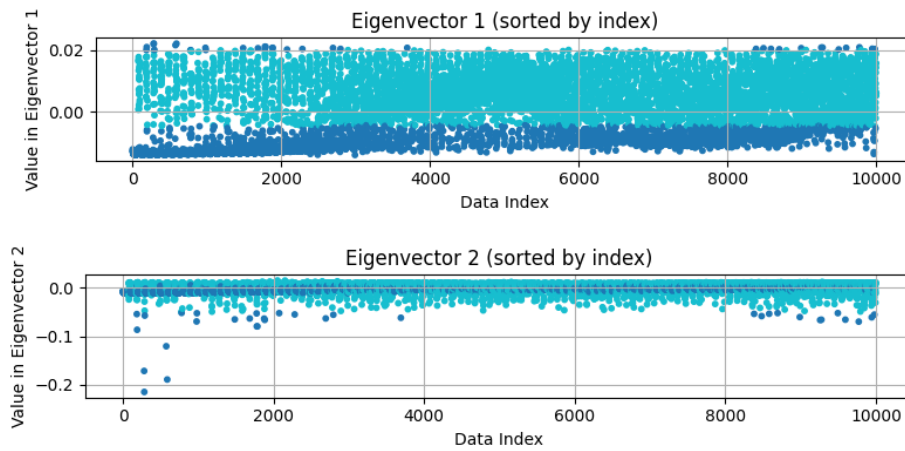 Eigenvector 1 (sorted by index)
Value in Eigenvector 1
0.02
0.00
0 2000 4000 6000 8000 10000
Data Index
Eigenvector 2 (sorted by index)
Value in Eigenvector 2
0.0
−0.1
−0.2
0 2000 4000 6000 8000 10000
Data Index